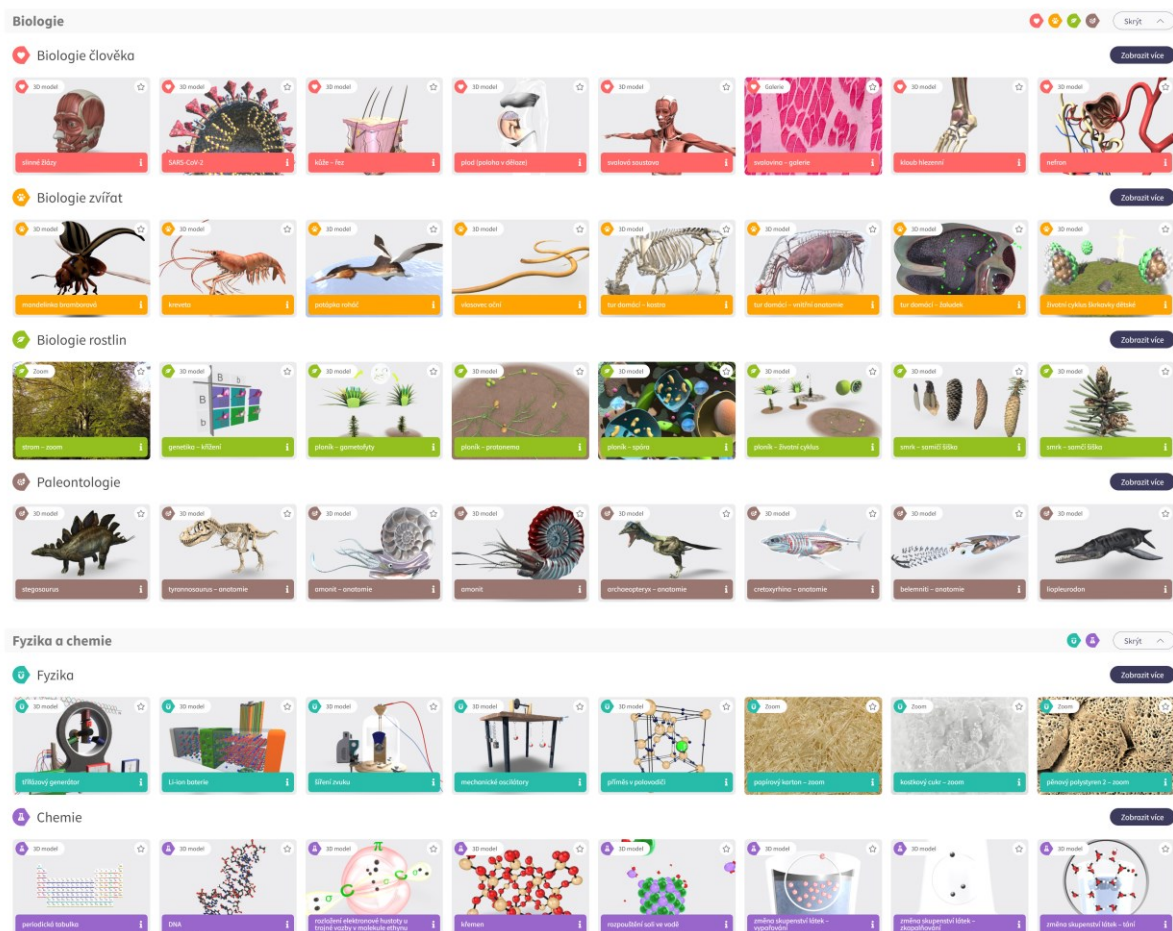 Biologie
Skrýt
Biologie člověka
Zobrazit více
3D model
3D model
3D model
3D model
3D model
Galerie
3D model
3D model
slinné žlázy
SARS-CoV-2
kůže – řez
plod (poloha v děloze)
svalová soustava
svalovina – galerie
kloub hlezenní
nefron
Biologie zvířat
Zobrazit více
3D model
3D model
3D model
3D model
3D model
3D model
3D model
3D model
mandelinka bramborová
kreveta
potápka roháč
vlasovec oční
tur domácí – kostra
tur domácí – vnitřní anatomie
tur domácí – žaludek
životní cyklus žinkavky dětské
Biologie rostlin
Zobrazit více
Zoom
3D model
3D model
3D model
3D model
3D model
3D model
3D model
B b
B
b
strom – zoom
genetika – křížení
ploník – gametofyty
ploník – protonema
ploník – spóra
ploník – životní cyklus
smrk – samičí šiška
smrk – samčí šiška
Paleontologie
Zobrazit více
3D model
3D model
3D model
3D model
3D model
3D model
3D model
3D model
stegosaurus
tyrannosaurus – anatomie
amonit – anatomie
amonit
archaeopteryx – anatomie
cretoxyrhina – anatomie
belemniti – anatomie
liopleurodon
Fyzika a chemie
Skrýt
Fyzika
Zobrazit více
3D model
3D model
3D model
3D model
3D model
Zoom
Zoom
Zoom
třífázový generátor
Li-ion baterie
šíření zvuku
mechanické oscilátory
příměs v polovodiči
papírový karton – zoom
kostkový cukr – zoom
pěnový polystyren 2 – zoom
Chemie
Zobrazit více
3D model
3D model
3D model
3D model
3D model
3D model
3D model
3D model
π
periodická tabulka
DNA
rozložení elektronové hustoty u
trojné vazby v molekule ethynu
křemen
rozpouštění soli ve vodě
změna skupenství látek –
vypařování
změna skupenství látek –
zkapalňování
změna skupenství látek – tání